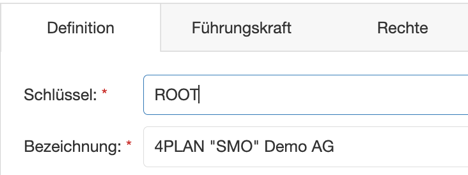 Definition Führungskraft Rechte
Schlüssel: * ROOT
Bezeichnung: * 4PLAN "SMO" Demo AG